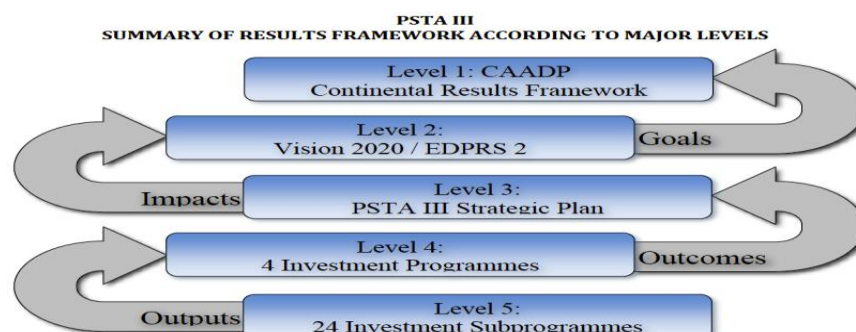 PSTA III
SUMMARY OF RESULTS FRAMEWORK ACCORDING TO MAJOR LEVELS
Level 1: CAADP
Continental Results Framework
Level 2:
Vision 2020 / EDPRS 2
Goals
Level 3:
PSTA III Strategic Plan
Impacts
Level 4:
4 Investment Programmes
Outcomes
Level 5:
24 Investment Subprogrammes
Outputs